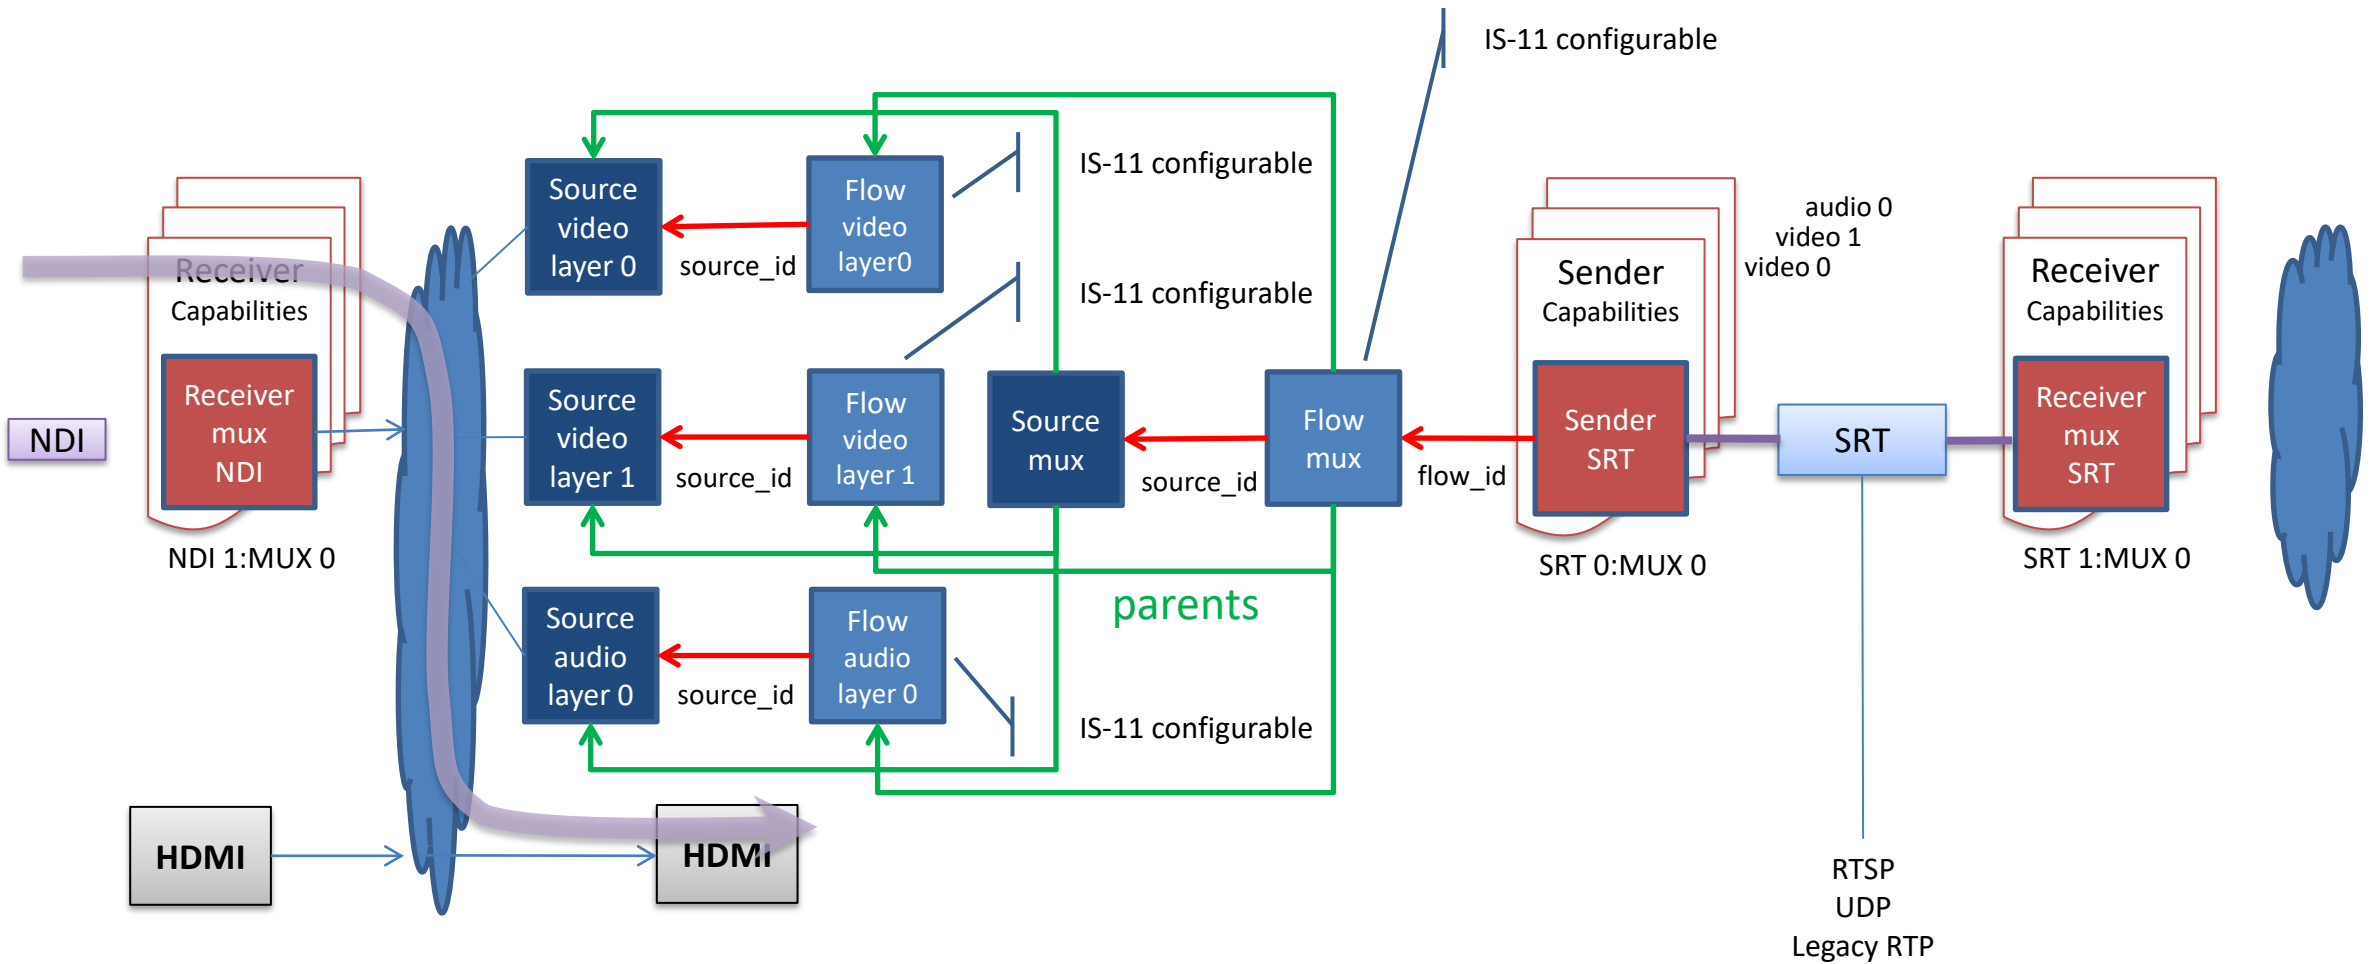 IS-11 configurable
IS-11 configurable
IS-11 configurable
IS-11 configurable
NDI
Receiver
Capabilities
Receiver
mux
NDI
NDI 1:MUX 0
Source
video
layer 0
source_id
Flow
video
layer0
Source
video
layer 1
source_id
Flow
video
layer 1
Source
audio
layer 0
source_id
Flow
audio
layer 0
Source
mux
source_id
Flow
mux
flow_id
parents
audio 0
video 1
video 0
Sender
Capabilities
Sender
SRT
SRT 0:MUX 0
SRT
Receiver
Capabilities
Receiver
mux
SRT
SRT 1:MUX 0
HDMI
HDMI
RTSP
UDP
Legacy RTP